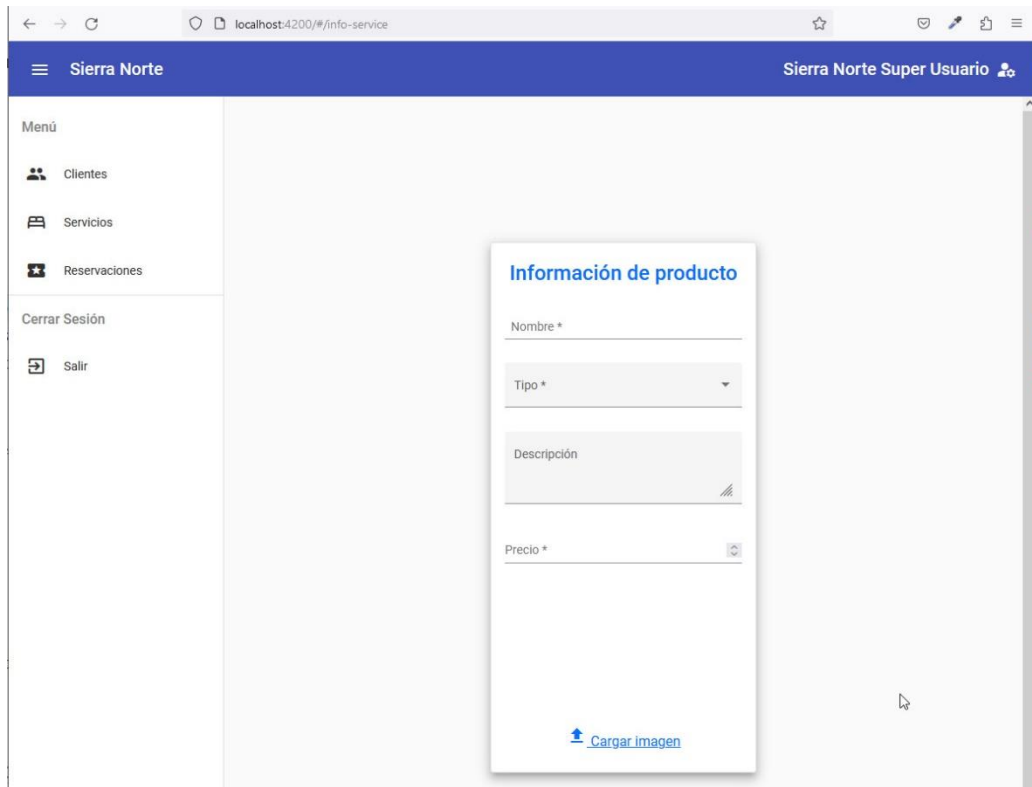 localhost:4200/#/info-service
Sierra Norte
Sierra Norte Super Usuario
Menú
Clientes
Servicios
Reservaciones
Cerrar Sesión
Salir
Información de producto
Nombre *
Tipo *
Descripción
Precio *
Cargar imagen